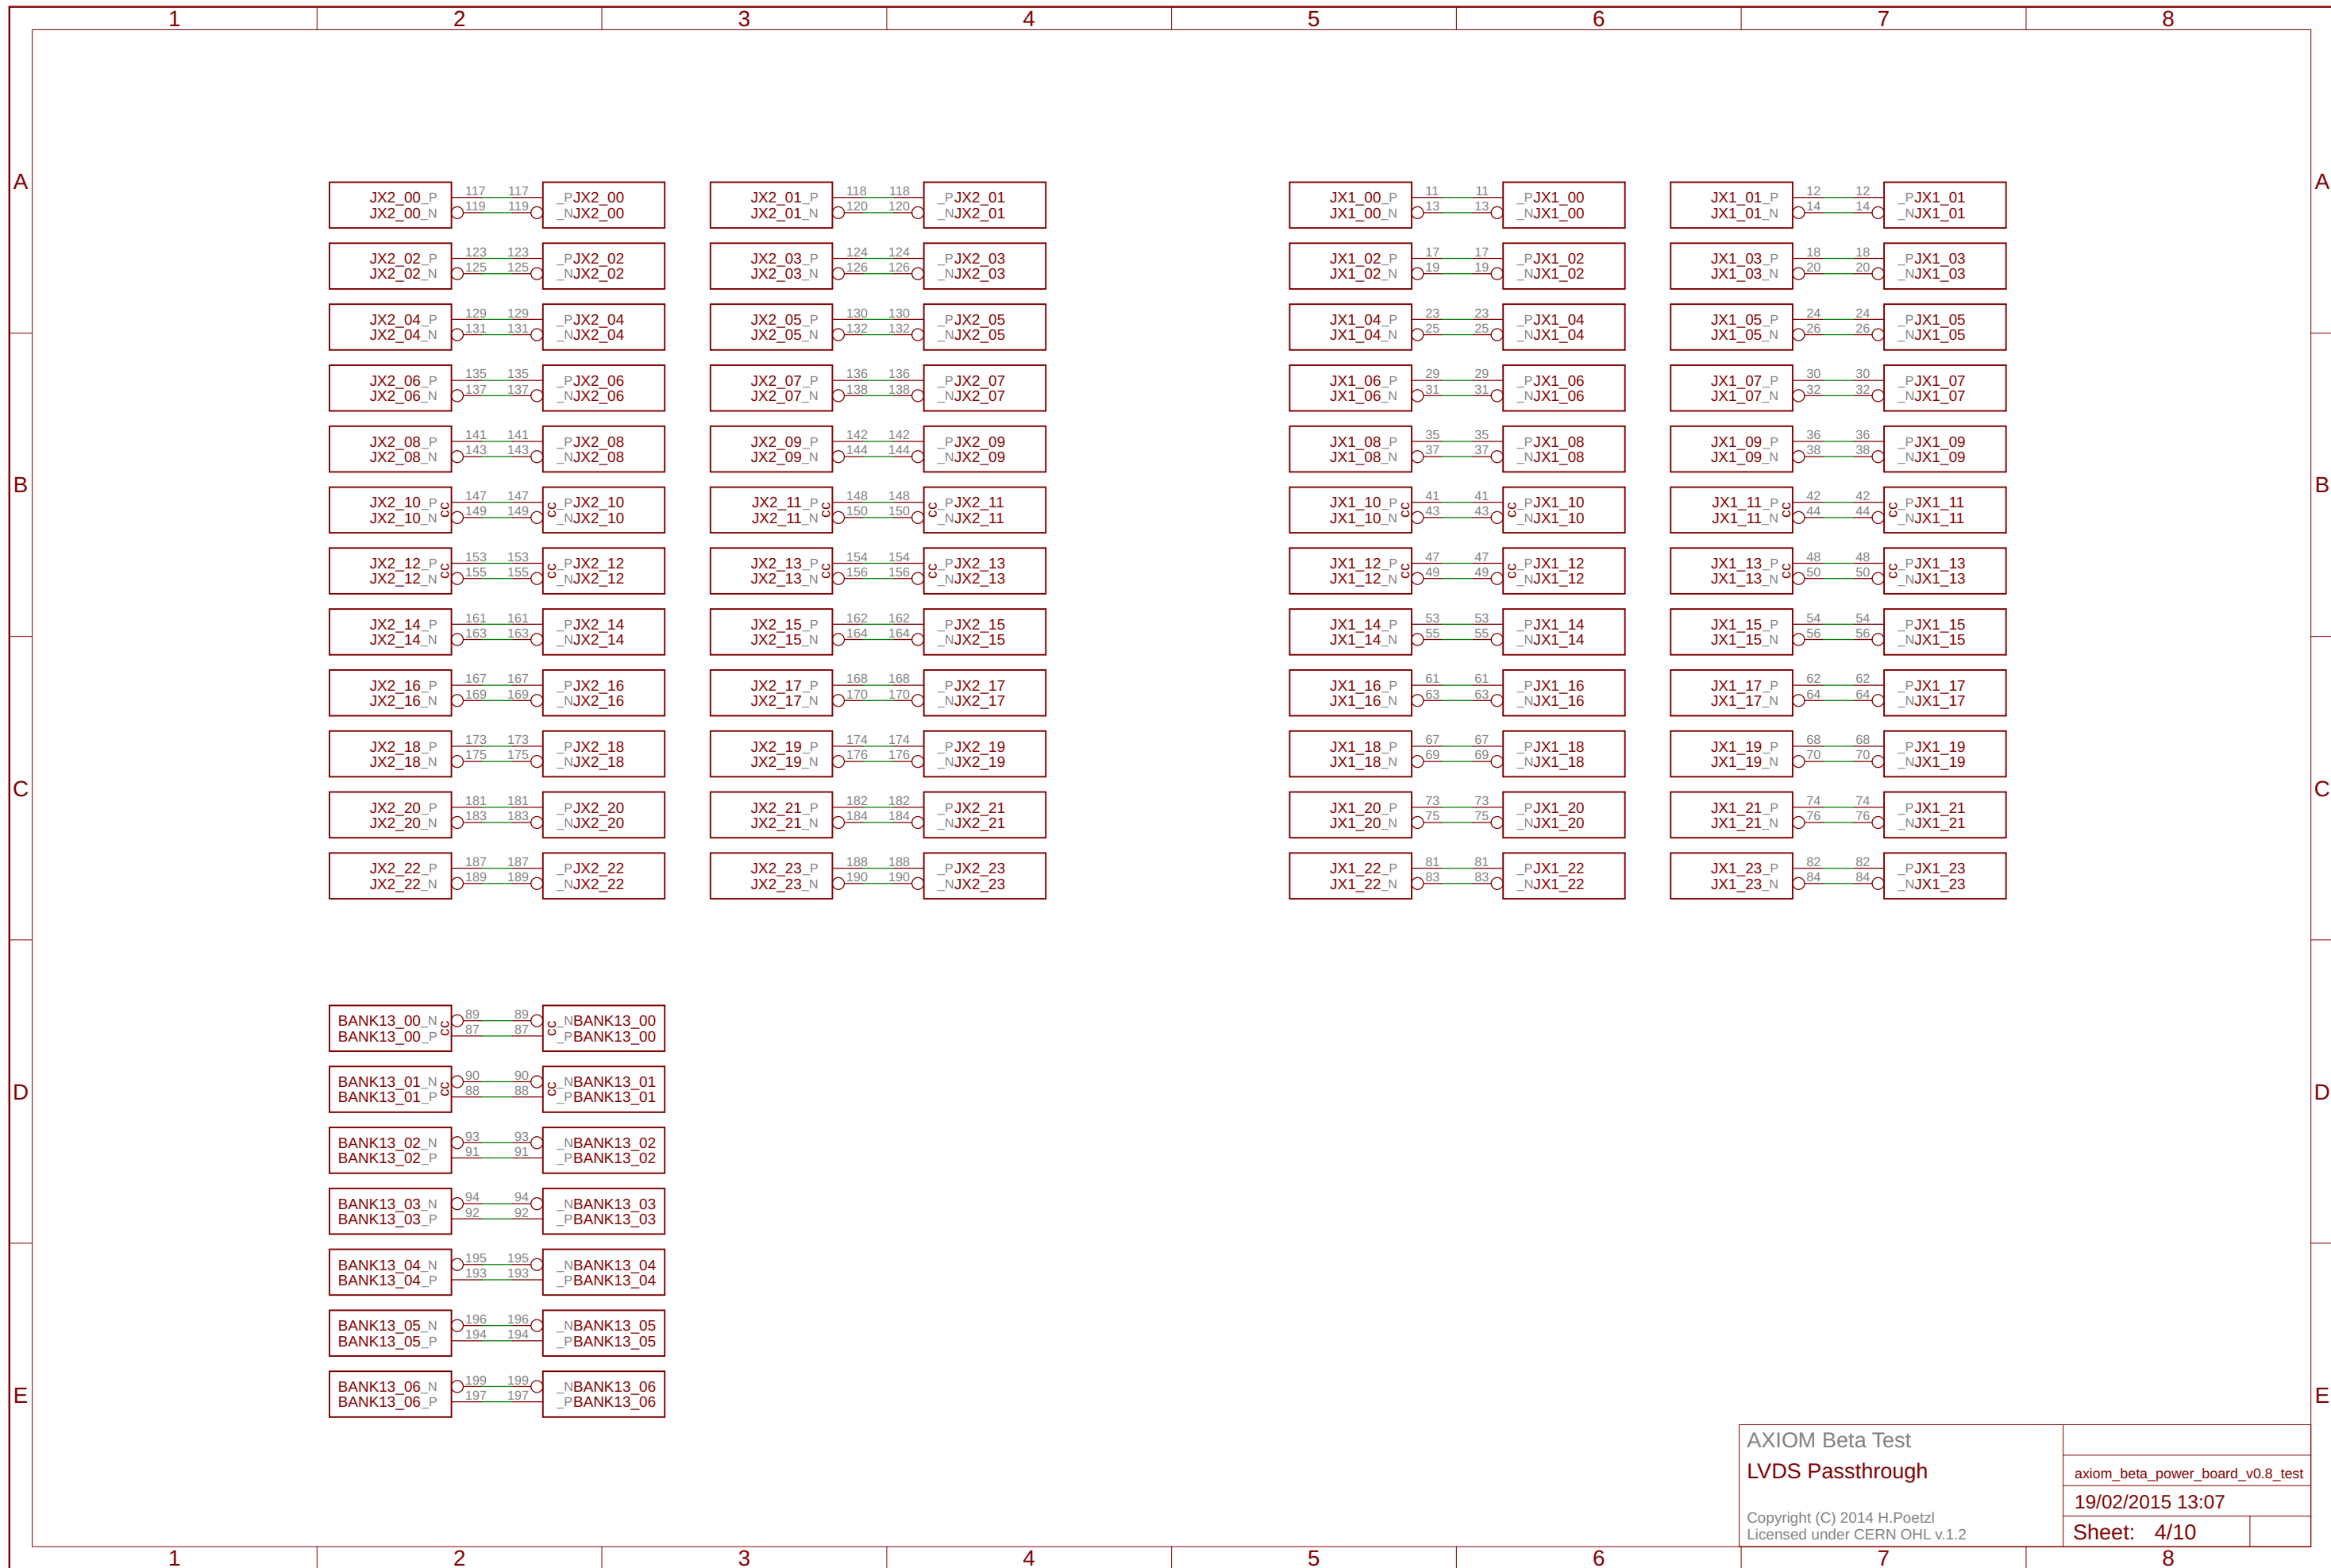 1 2 3 4 5 6 7 8
A A
JX2_00_P 117 117 _PJX2_00 JX2_01_P 118 118 _PJX2_01 JX1_00_P 11 11 _PJX1_00 JX1_01_P 12 12 _PJX1_01
JX2_00_N 119 119 _NJX2_00 JX2_01_N 120 120 _NJX2_01 JX1_00_N 13 13 _NJX1_00 JX1_01_N 14 14 _NJX1_01
JX2_02_P 123 123 _PJX2_02 JX2_03_P 124 124 _PJX2_03 JX1_02_P 17 17 _PJX1_02 JX1_03_P 18 18 _PJX1_03
JX2_02_N 125 125 _NJX2_02 JX2_03_N 126 126 _NJX2_03 JX1_02_N 19 19 _NJX1_02 JX1_03_N 20 20 _NJX1_03
JX2_04_P 129 129 _PJX2_04 JX2_05_P 130 130 _PJX2_05 JX1_04_P 23 23 _PJX1_04 JX1_05_P 24 24 _PJX1_05
JX2_04_N 131 131 _NJX2_04 JX2_05_N 132 132 _NJX2_05 JX1_04_N 25 25 _NJX1_04 JX1_05_N 26 26 _NJX1_05
JX2_06_P 135 135 _PJX2_06 JX2_07_P 136 136 _PJX2_07 JX1_06_P 29 29 _PJX1_06 JX1_07_P 30 30 _PJX1_07
JX2_06_N 137 137 _NJX2_06 JX2_07_N 138 138 _NJX2_07 JX1_06_N 31 31 _NJX1_06 JX1_07_N 32 32 _NJX1_07
JX2_08_P 141 141 _PJX2_08 JX2_09_P 142 142 _PJX2_09 JX1_08_P 35 35 _PJX1_08 JX1_09_P 36 36 _PJX1_09
JX2_08_N 143 143 _NJX2_08 JX2_09_N 144 144 _NJX2_09 JX1_08_N 37 37 _NJX1_08 JX1_09_N 38 38 _NJX1_09
B B
JX2_10_P cc 147 147 cc _PJX2_10 JX2_11_P cc 148 148 cc _PJX2_11 JX1_10_P cc 41 41 cc _PJX1_10 JX1_11_P cc 42 42 cc _PJX1_11
JX2_10_N 149 149 _NJX2_10 JX2_11_N 150 150 _NJX2_11 JX1_10_N 43 43 _NJX1_10 JX1_11_N 44 44 _NJX1_11
JX2_12_P cc 153 153 cc _PJX2_12 JX2_13_P cc 154 154 cc _PJX2_13 JX1_12_P cc 47 47 cc _PJX1_12 JX1_13_P cc 48 48 cc _PJX1_13
JX2_12_N 155 155 _NJX2_12 JX2_13_N 156 156 _NJX2_13 JX1_12_N 49 49 _NJX1_12 JX1_13_N 50 50 _NJX1_13
JX2_14_P 161 161 _PJX2_14 JX2_15_P 162 162 _PJX2_15 JX1_14_P 53 53 _PJX1_14 JX1_15_P 54 54 _PJX1_15
JX2_14_N 163 163 _NJX2_14 JX2_15_N 164 164 _NJX2_15 JX1_14_N 55 55 _NJX1_14 JX1_15_N 56 56 _NJX1_15
JX2_16_P 167 167 _PJX2_16 JX2_17_P 168 168 _PJX2_17 JX1_16_P 61 61 _PJX1_16 JX1_17_P 62 62 _PJX1_17
JX2_16_N 169 169 _NJX2_16 JX2_17_N 170 170 _NJX2_17 JX1_16_N 63 63 _NJX1_16 JX1_17_N 64 64 _NJX1_17
JX2_18_P 173 173 _PJX2_18 JX2_19_P 174 174 _PJX2_19 JX1_18_P 67 67 _PJX1_18 JX1_19_P 68 68 _PJX1_19
JX2_18_N 175 175 _NJX2_18 JX2_19_N 176 176 _NJX2_19 JX1_18_N 69 69 _NJX1_18 JX1_19_N 70 70 _NJX1_19
C C
JX2_20_P 181 181 _PJX2_20 JX2_21_P 182 182 _PJX2_21 JX1_20_P 73 73 _PJX1_20 JX1_21_P 74 74 _PJX1_21
JX2_20_N 183 183 _NJX2_20 JX2_21_N 184 184 _NJX2_21 JX1_20_N 75 75 _NJX1_20 JX1_21_N 76 76 _NJX1_21
JX2_22_P 187 187 _PJX2_22 JX2_23_P 188 188 _PJX2_23 JX1_22_P 81 81 _PJX1_22 JX1_23_P 82 82 _PJX1_23
JX2_22_N 189 189 _NJX2_22 JX2_23_N 190 190 _NJX2_23 JX1_22_N 83 83 _NJX1_22 JX1_23_N 84 84 _NJX1_23
BANK13_00_N cc 89 89 cc _NBANK13_00
BANK13_00_P 87 87 _PBANK13_00
BANK13_01_N cc 90 90 cc _NBANK13_01
D D
BANK13_01_P 88 88 _PBANK13_01
BANK13_02_N 93 93 _NBANK13_02
BANK13_02_P 91 91 _PBANK13_02
BANK13_03_N 94 94 _NBANK13_03
BANK13_03_P 92 92 _PBANK13_03
BANK13_04_N 195 195 _NBANK13_04
BANK13_04_P 193 193 _PBANK13_04
BANK13_05_N 196 196 _NBANK13_05
BANK13_05_P 194 194 _PBANK13_05
BANK13_06_N 199 199 _NBANK13_06
E E
BANK13_06_P 197 197 _PBANK13_06
AXIOM Beta Test
LVDS Passthrough
axiom_beta_power_board_v0.8_test
19/02/2015 13:07
Copyright (C) 2014 H.Poetzl
Licensed under CERN OHL v.1.2
Sheet: 4/10
1 2 3 4 5 6 7 8